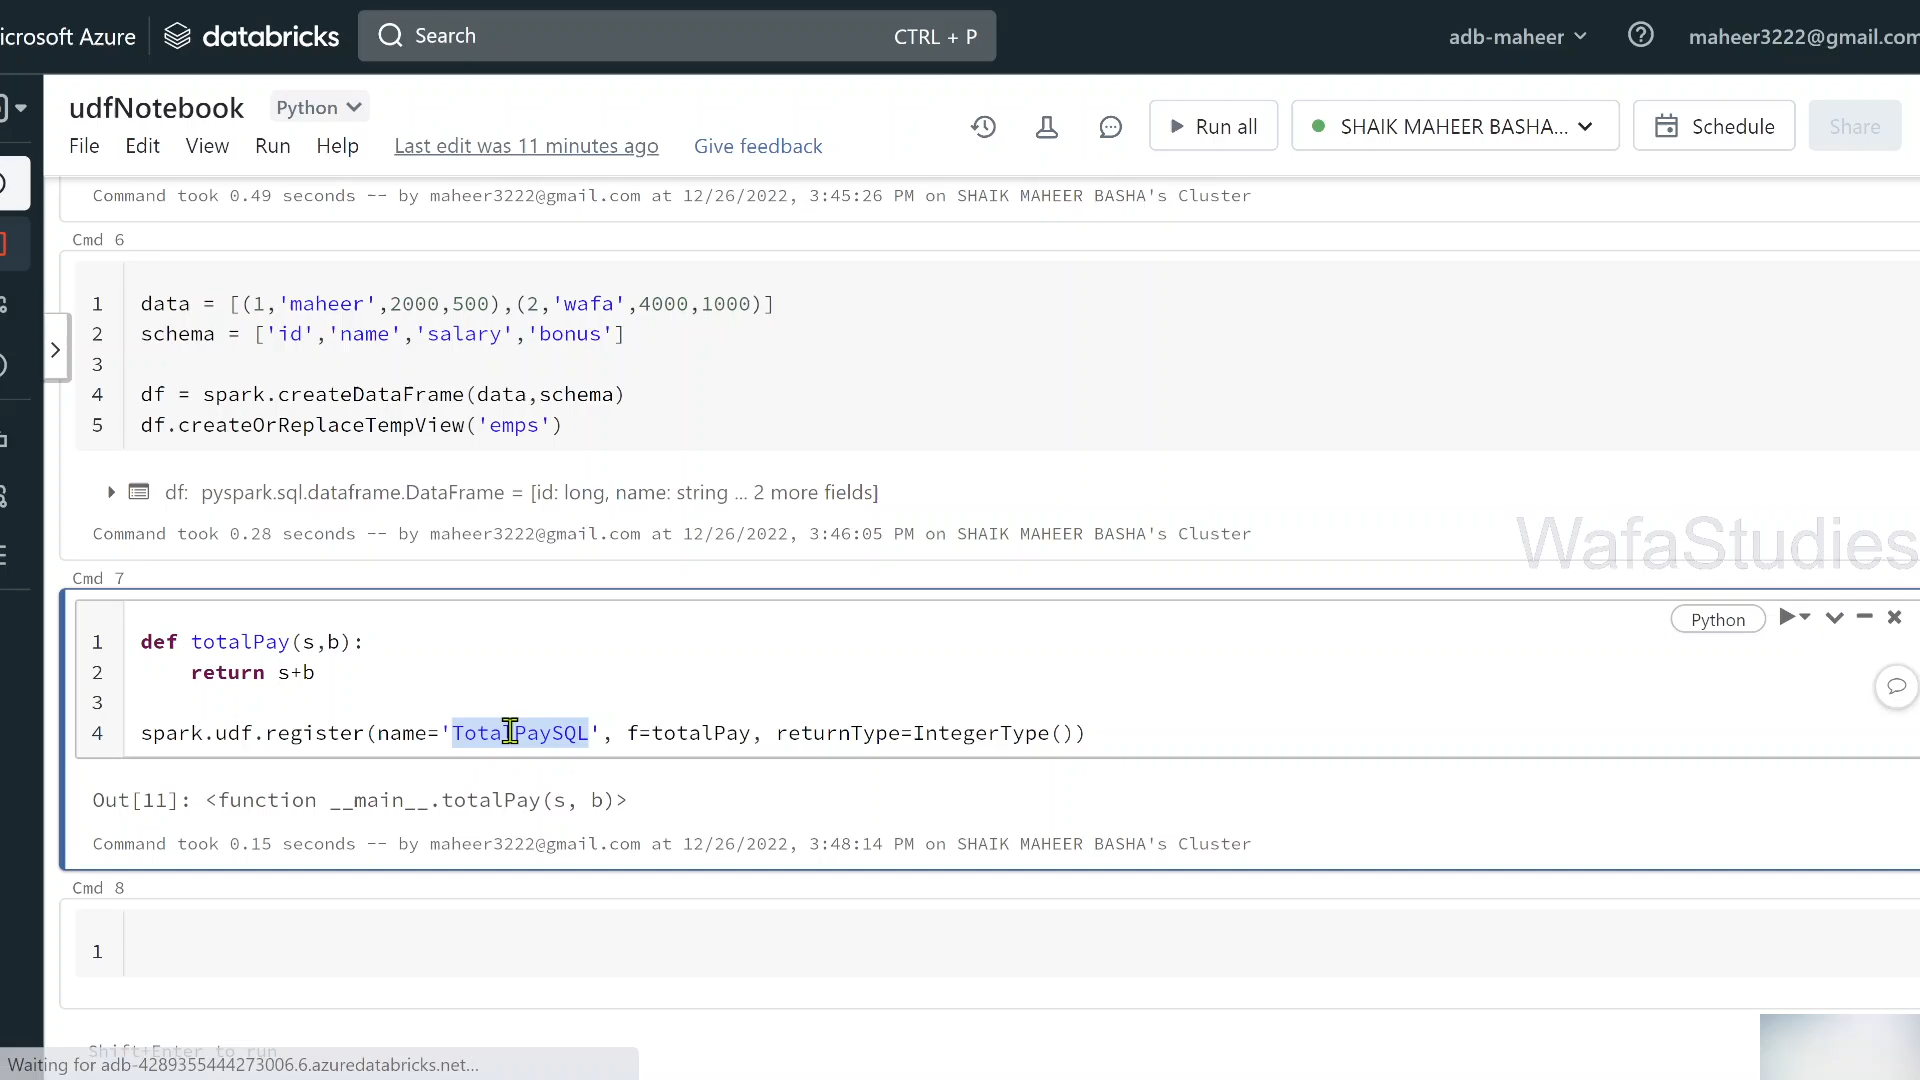 icrosoft Azure databricks Search CTRL + P adb-maheer maheer3222@gmail.com
udfNotebook Python
File Edit View Run Help Last edit was 11 minutes ago Give feedback Run all SHAIK MAHEER BASHA... Schedule Share
Command took 0.49 seconds -- by maheer3222@gmail.com at 12/26/2022, 3:45:26 PM on SHAIK MAHEER BASHA's Cluster
Cmd 6
1 data = [(1,'maheer',2000,500),(2,'wafa',4000,1000)]
2 schema = ['id','name','salary','bonus']
3
4 df = spark.createDataFrame(data,schema)
5 df.createOrReplaceTempView('emps')
df: pyspark.sql.dataframe.DataFrame = [id: long, name: string ... 2 more fields]
Command took 0.28 seconds -- by maheer3222@gmail.com at 12/26/2022, 3:46:05 PM on SHAIK MAHEER BASHA's Cluster
WafaStudies
Cmd 7
Python
1 def totalPay(s,b):
2 return s+b
3
4 spark.udf.register(name='TotalPaySQL', f=totalPay, returnType=IntegerType())
Out[11]: <function __main__.totalPay(s, b)>
Command took 0.15 seconds -- by maheer3222@gmail.com at 12/26/2022, 3:48:14 PM on SHAIK MAHEER BASHA's Cluster
Cmd 8
1
Shift+Enter to run
Waiting for adb-4289355444273006.6.azuredatabricks.net...